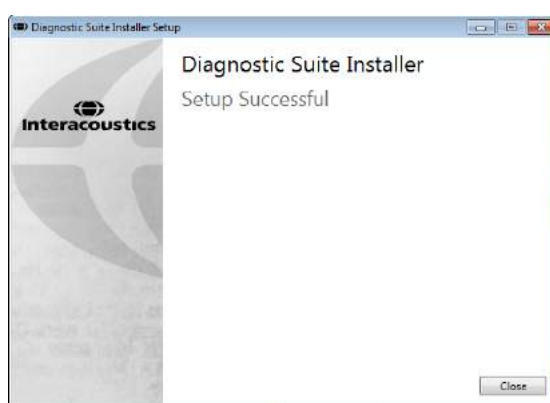 Diagnostic Suite Installer Setup
Diagnostic Suite Installer
Setup Successful
Interacoustics
Close